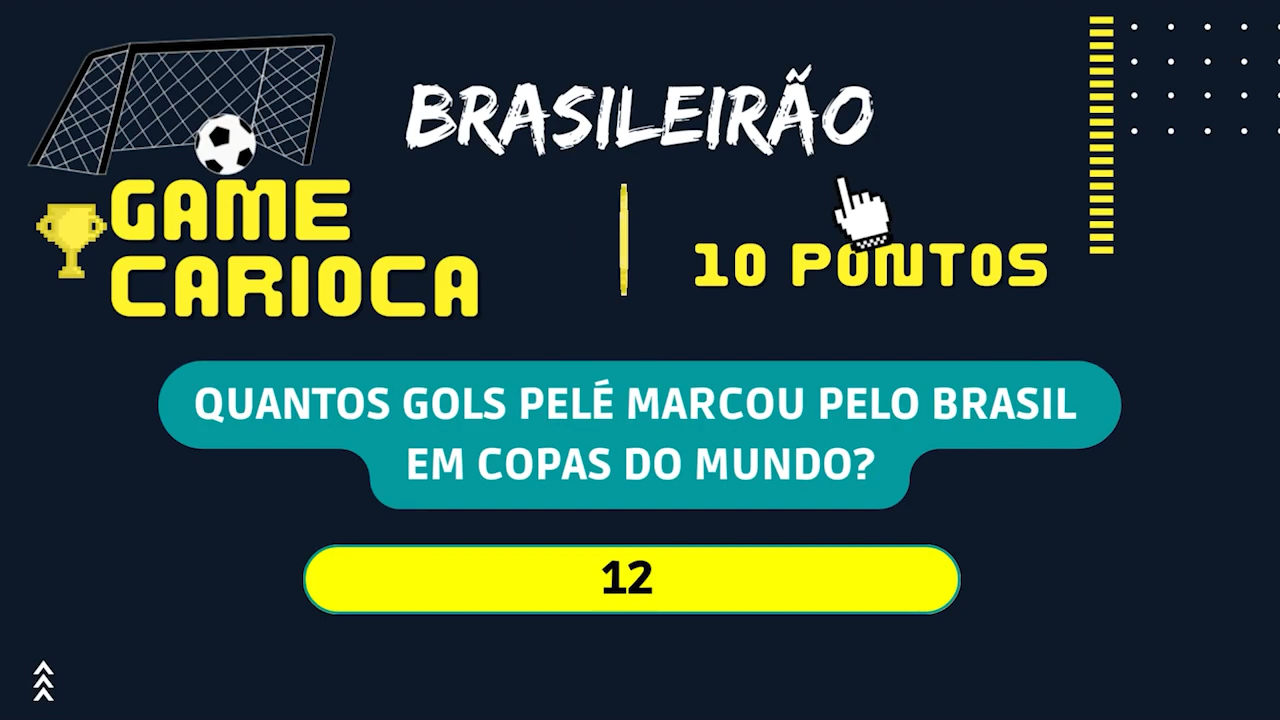 BRASILEIRÃO
GAME
CARIOCA
10 PONTOS
QUANTOS GOLS PELÉ MARCOU PELO BRASIL
EM COPAS DO MUNDO?
12